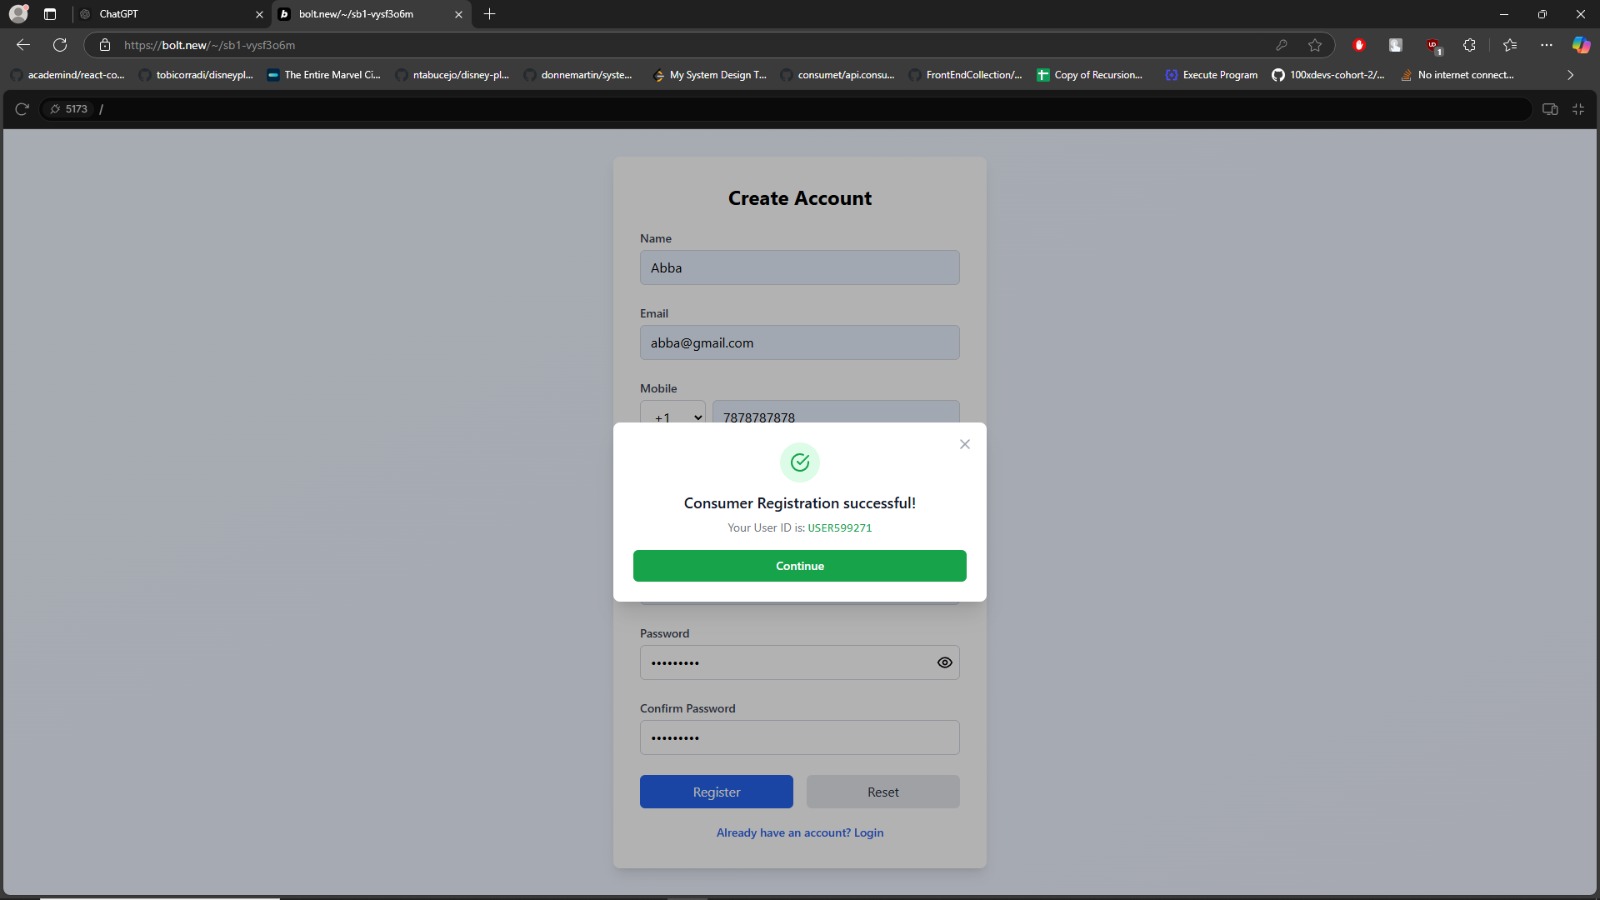 ChatGPT
bolt.new/~/sb1-vysf3o6m
https://bolt.new/~/sb1-vysf3o6m
academind/react-co...
tobicorradi/disneypl...
The Entire Marvel Ci...
ntabucejo/disney-pl...
donnemartin/syste...
My System Design T...
consumet/api.consu...
FrontEndCollection/...
Copy of Recursion...
Execute Program
100xdevs-cohort-2/...
No internet connect...
5173 /
Create Account
Name
Abba
Email
abba@gmail.com
Mobile
+1 7878787878
Consumer Registration successful!
Your User ID is: USER599271
Continue
Password
•••••••••
Confirm Password
•••••••••
Register Reset
Already have an account? Login